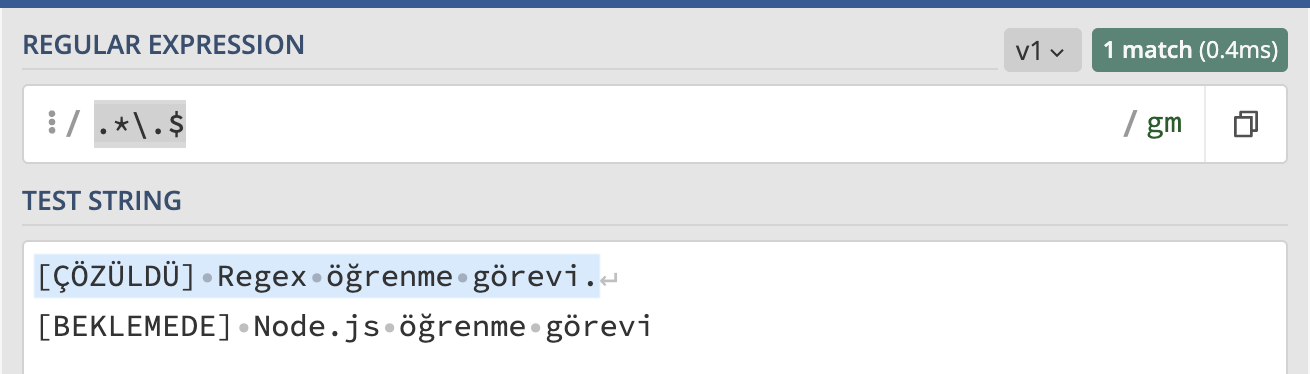 REGULAR EXPRESSION
v1
1 match (0.4ms)
/ .*\.$ / gm
TEST STRING
[ÇÖZÜLDÜ]•Regex•öğrenme•görevi.↵
[BEKLEMEDE]•Node.js•öğrenme•görevi